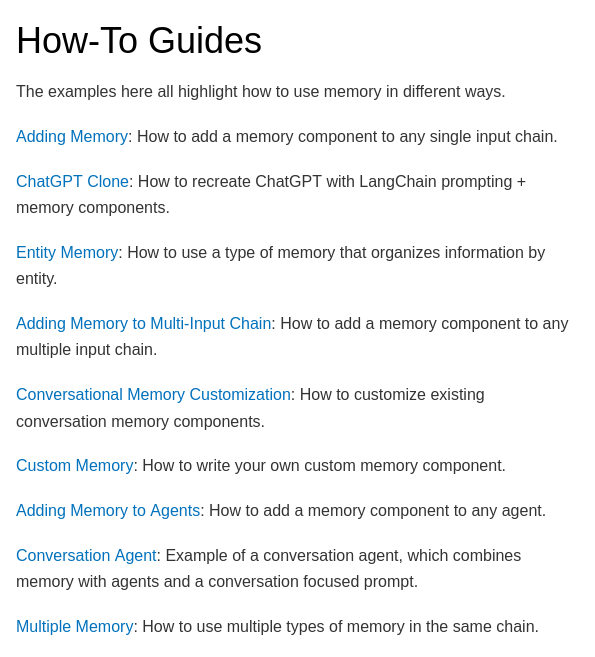 How-To Guides
The examples here all highlight how to use memory in different ways.
Adding Memory: How to add a memory component to any single input chain.
ChatGPT Clone: How to recreate ChatGPT with LangChain prompting +
memory components.
Entity Memory: How to use a type of memory that organizes information by
entity.
Adding Memory to Multi-Input Chain: How to add a memory component to any
multiple input chain.
Conversational Memory Customization: How to customize existing
conversation memory components.
Custom Memory: How to write your own custom memory component.
Adding Memory to Agents: How to add a memory component to any agent.
Conversation Agent: Example of a conversation agent, which combines
memory with agents and a conversation focused prompt.
Multiple Memory: How to use multiple types of memory in the same chain.